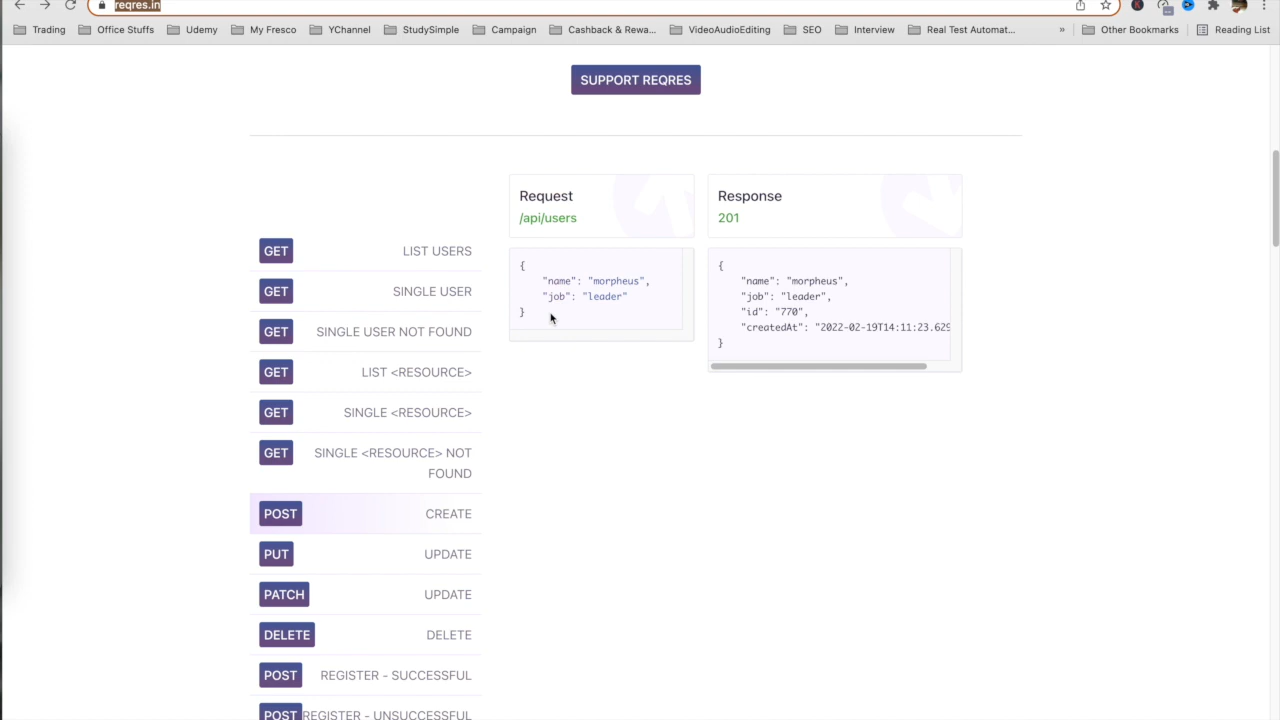 reqres.in
Trading Office Stuffs Udemy My Fresco YChannel StudySimple Campaign Cashback & Rewa... VideoAudioEditing SEO Interview Real Test Automat... » Other Bookmarks Reading List
SUPPORT REQRES
Request
/api/users
{
"name": "morpheus",
"job": "leader"
}
Response
201
{
"name": "morpheus",
"job": "leader",
"id": "770",
"createdAt": "2022-02-19T14:11:23.629
}
GET LIST USERS
GET SINGLE USER
GET SINGLE USER NOT FOUND
GET LIST <RESOURCE>
GET SINGLE <RESOURCE>
GET SINGLE <RESOURCE> NOT
FOUND
POST CREATE
PUT UPDATE
PATCH UPDATE
DELETE DELETE
POST REGISTER - SUCCESSFUL
POST REGISTER - UNSUCCESSFUL